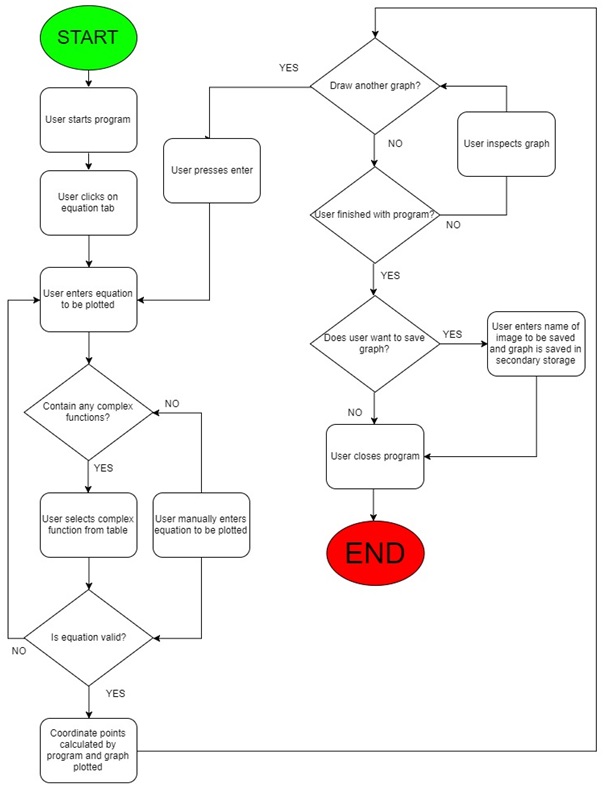 START
User starts program
User clicks on
equation tab
User enters equation
to be plotted
Contain any complex
functions?
NO
YES
User selects complex
function from table
User manually enters
equation to be plotted
Is equation valid?
NO
YES
Coordinate points
calculated by
program and graph
plotted
Draw another graph?
YES
User presses enter
NO
User inspects graph
User finished with program?
NO
YES
Does user want to save
graph?
YES
User enters name of
image to be saved
and graph is saved in
secondary storage
NO
User closes program
END